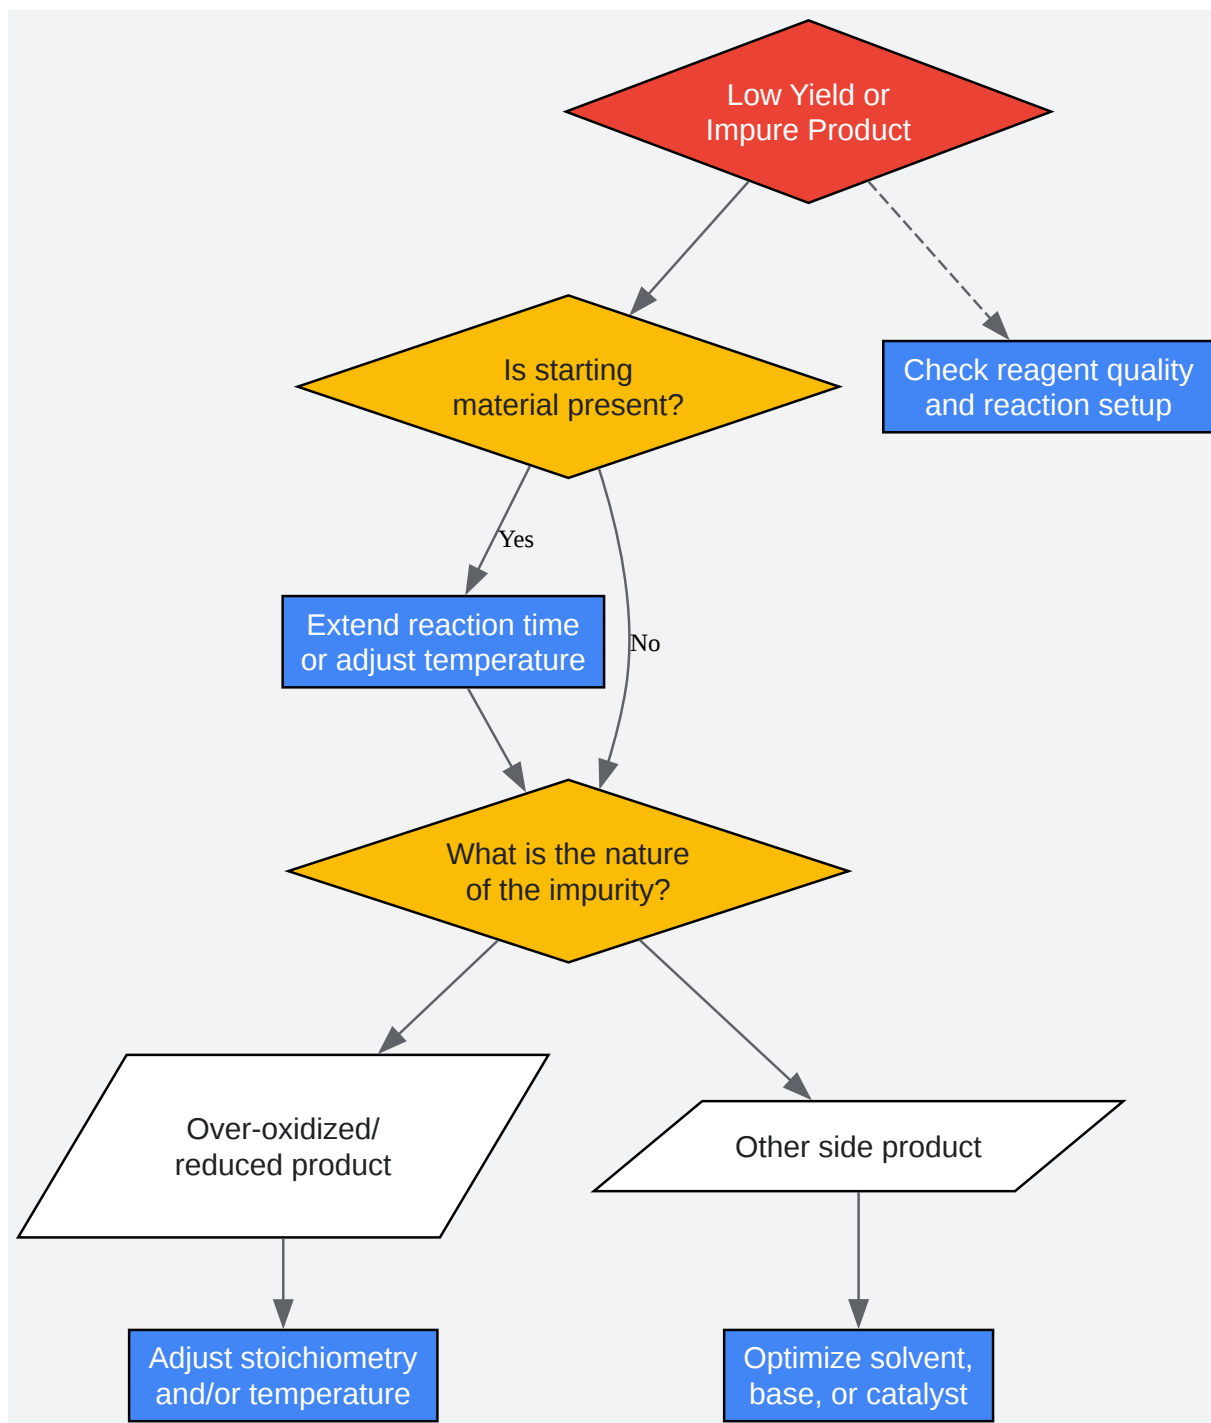 Low Yield or
Impure Product
Is starting
material present?
Check reagent quality
and reaction setup
Yes
Extend reaction time
or adjust temperature
No
What is the nature
of the impurity?
Over-oxidized/
reduced product
Other side product
Adjust stoichiometry
and/or temperature
Optimize solvent,
base, or catalyst